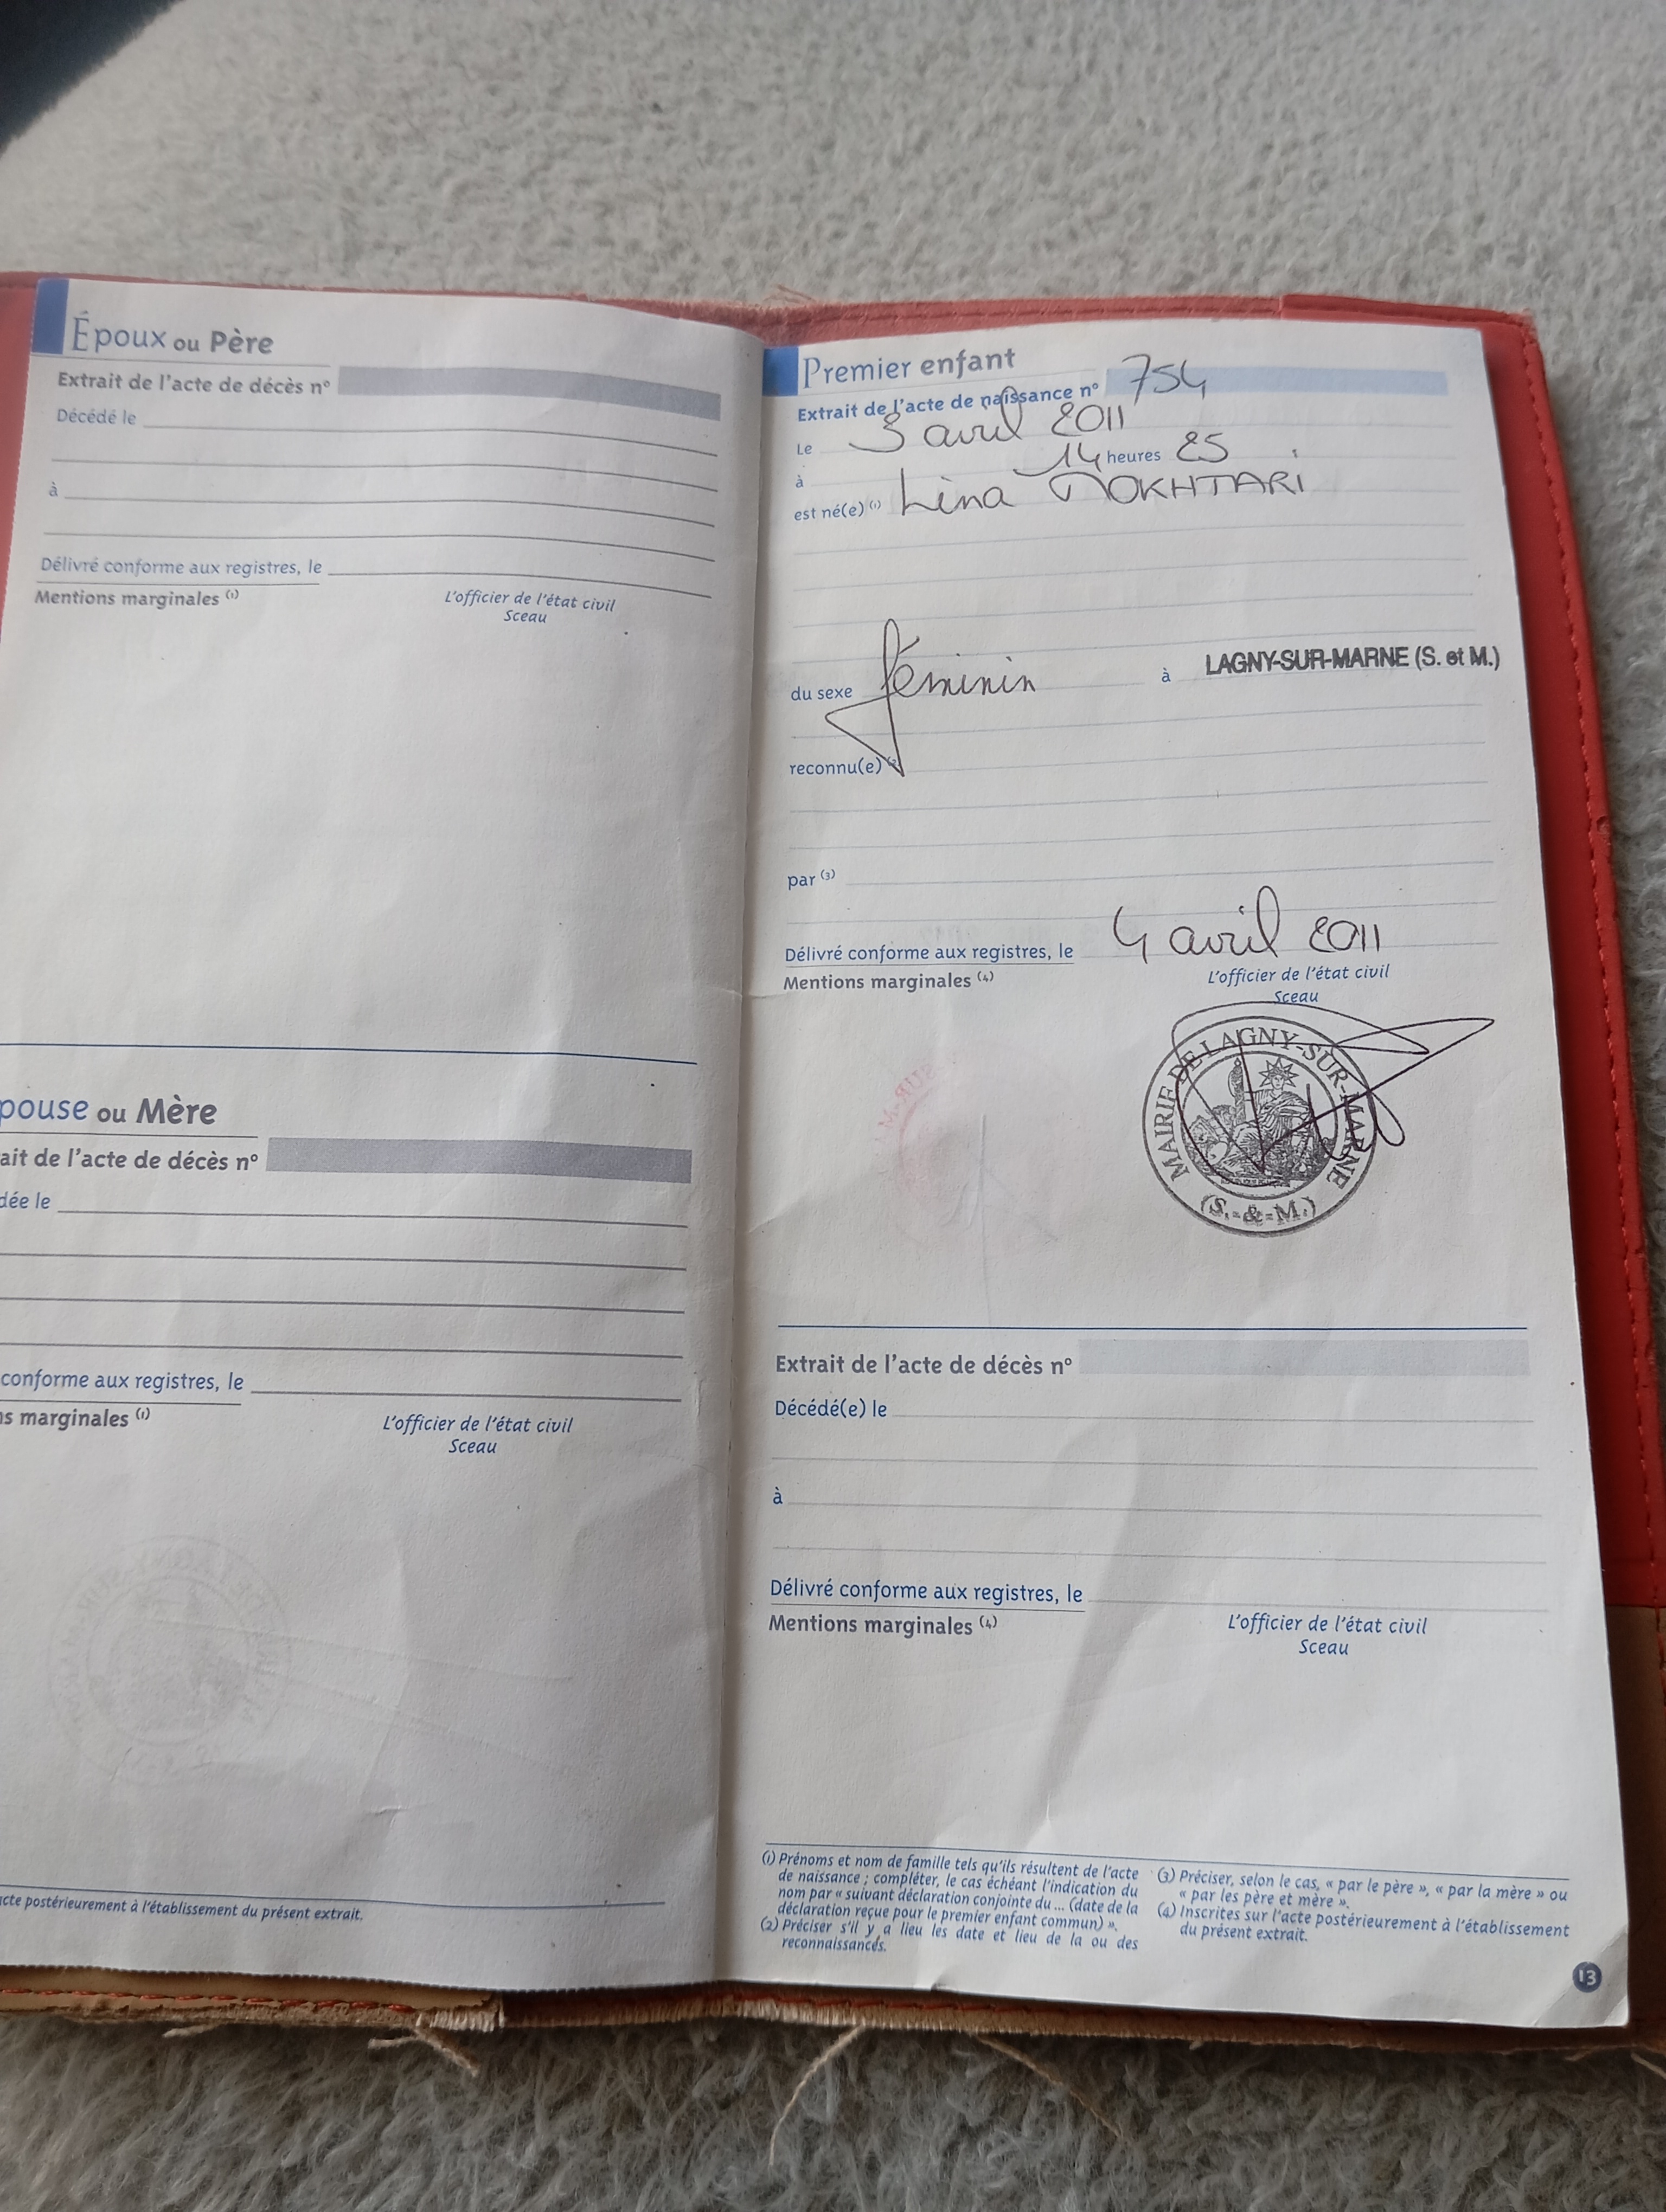 Époux ou Père
Extrait de l'acte de décès n°
Décédé le
à
Délivré conforme aux registres, le
Mentions marginales (1)
L'officier de l'état civil
Sceau
pouse ou Mère
ait de l'acte de décès n°
dée le
conforme aux registres, le
ns marginales (1)
L'officier de l'état civil
Sceau
acte postérieurement à l'établissement du présent extrait.
Premier enfant
Extrait de l'acte de naissance n° 754
Le 3 avril 2011
à 14 heures 25
est né(e) (1) Lina MOKHTARI
du sexe féminin à LAGNY-SUR-MARNE (S. et M.)
reconnu(e)
par (3)
Délivré conforme aux registres, le 4 avril 2011
Mentions marginales (4)
L'officier de l'état civil
Sceau
MAIRIE DE LAGNY-SUR-MARNE
(S.-&-M.)
Extrait de l'acte de décès n°
Décédé(e) le
à
Délivré conforme aux registres, le
Mentions marginales (4)
L'officier de l'état civil
Sceau
(1) Prénoms et nom de famille tels qu'ils résultent de l'acte
de naissance ; compléter, le cas échéant l'indication du
nom par « suivant déclaration conjointe du ... (date de la
déclaration reçue pour le premier enfant commun) ».
(2) Préciser s'il y a lieu les date et lieu de la ou des
reconnaissances.
(3) Préciser, selon le cas, « par le père », « par la mère » ou
« par les père et mère ».
(4) Inscrites sur l'acte postérieurement à l'établissement
du présent extrait.
13